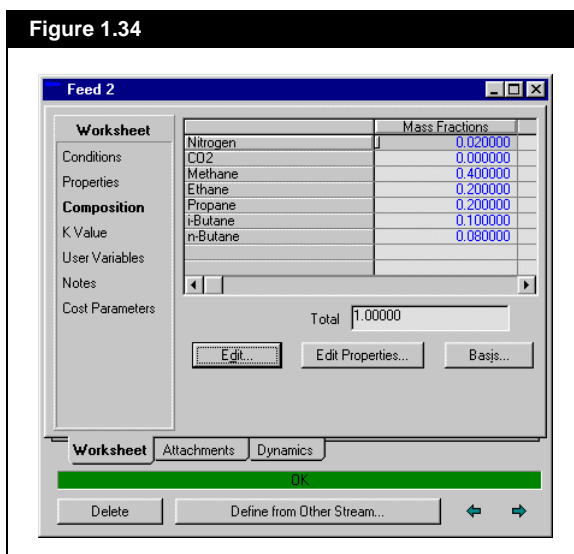 Figure 1.34
Feed 2
Worksheet
Conditions
Properties
Composition
K Value
User Variables
Notes
Cost Parameters
Mass Fractions
Nitrogen 0.020000
CO2 0.000000
Methane 0.400000
Ethane 0.200000
Propane 0.200000
i-Butane 0.100000
n-Butane 0.080000
Total 1.00000
Edit...
Edit Properties...
Basis...
Worksheet Attachments Dynamics
OK
Delete
Define from Other Stream...